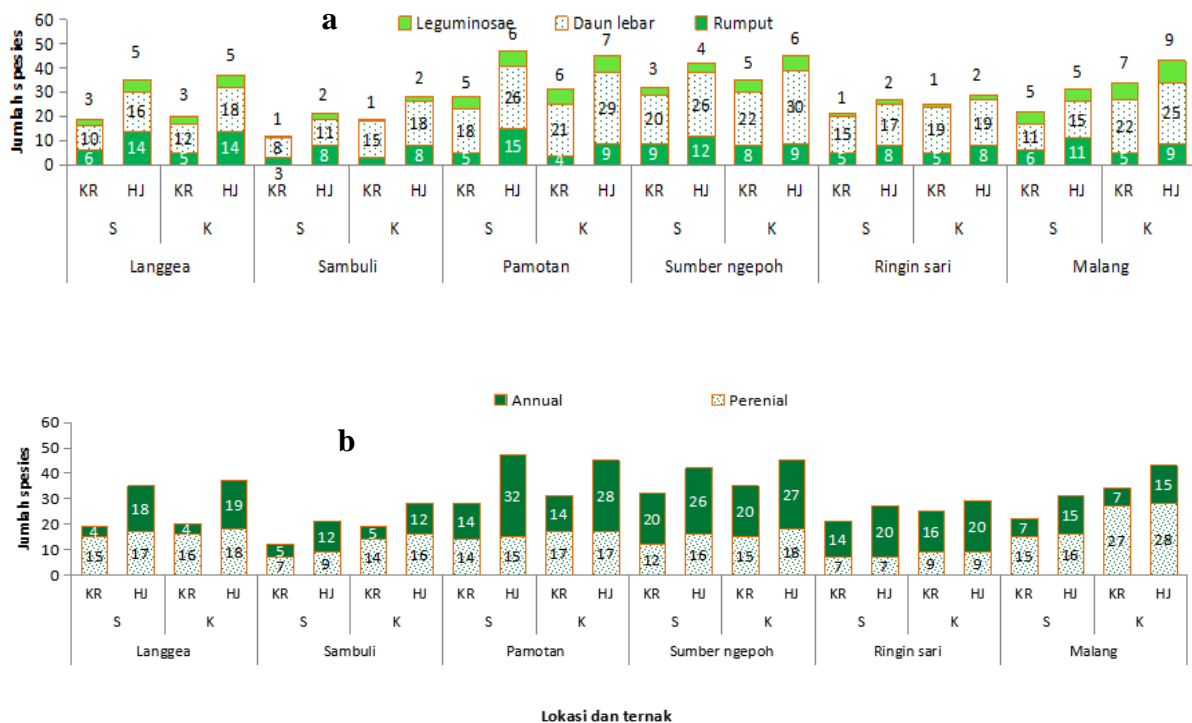 a
Leguminosae Daun lebar Rumput
Jumlah spesies
60
50
40
30
20
10
0
3 5 3 5 1 2 1 2 5 6 6 7 3 4 5 6 1 2 1 2 5 5 7 9
10 16 12 18 8 11 15 18 18 26 21 29 20 26 22 30 15 17 19 19 11 15 22 25
6 14 5 14 3 8 8 5 15 4 9 9 12 8 9 5 8 5 8 6 11 5 9
KR HJ KR HJ KR HJ KR HJ KR HJ KR HJ KR HJ KR HJ KR HJ KR HJ KR HJ KR HJ
S K S K S K S K S K S K
Langgea Sambuli Pamotan Sumber ngepoh Ringin sari Malang
Annual Perenial
b
Jumlah spesies
60
50
40
30
20
10
0
4 18 4 19 5 12 5 12 14 32 14 28 20 26 20 27 14 20 16 20 7 15 7 15
15 17 16 18 7 9 14 16 14 15 17 17 12 16 15 18 7 7 9 9 15 16 27 28
KR HJ KR HJ KR HJ KR HJ KR HJ KR HJ KR HJ KR HJ KR HJ KR HJ KR HJ KR HJ
S K S K S K S K S K S K
Langgea Sambuli Pamotan Sumber ngepoh Ringin sari Malang
Lokasi dan ternak